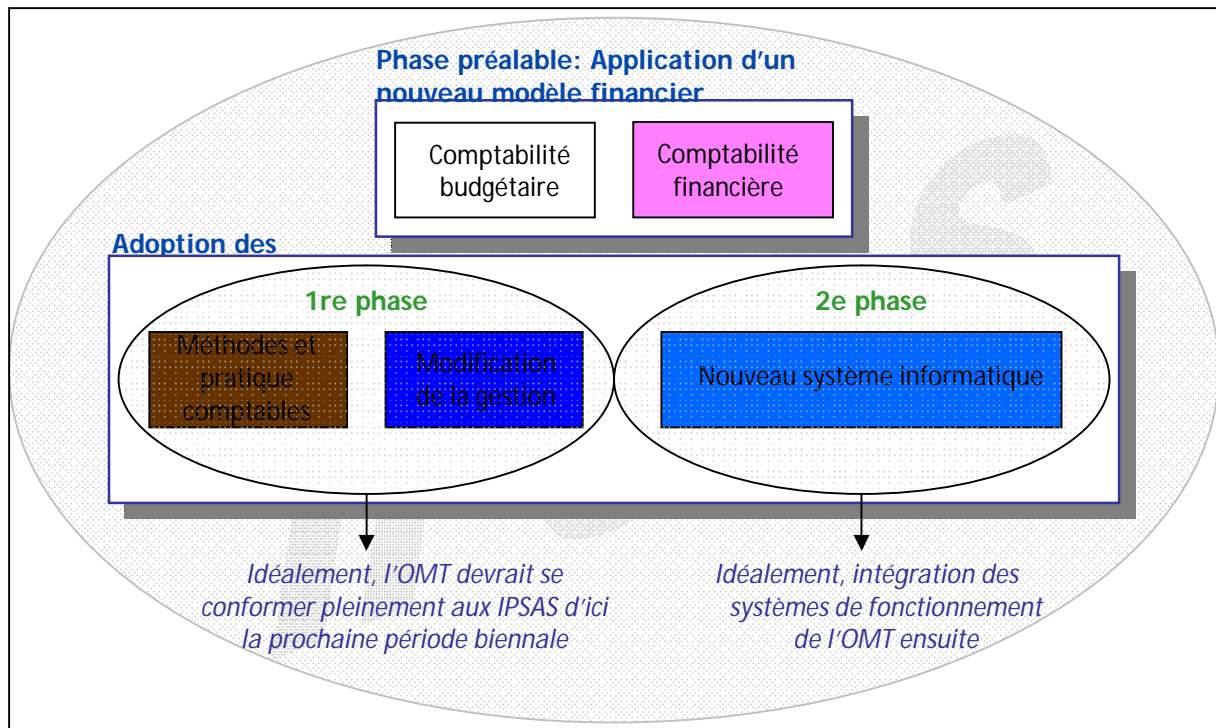 Phase préalable: Application d'un
nouveau modèle financier
Comptabilité
budgétaire
Comptabilité
financière
Adoption des
1re phase
2e phase
Méthodes et
pratique
comptables
Modification
de la gestion
Nouveau système informatique
Idéalement, l'OMT devrait se
conformer pleinement aux IPSAS d'ici
la prochaine période biennale
Idéalement, intégration des
systèmes de fonctionnement
de l'OMT ensuite